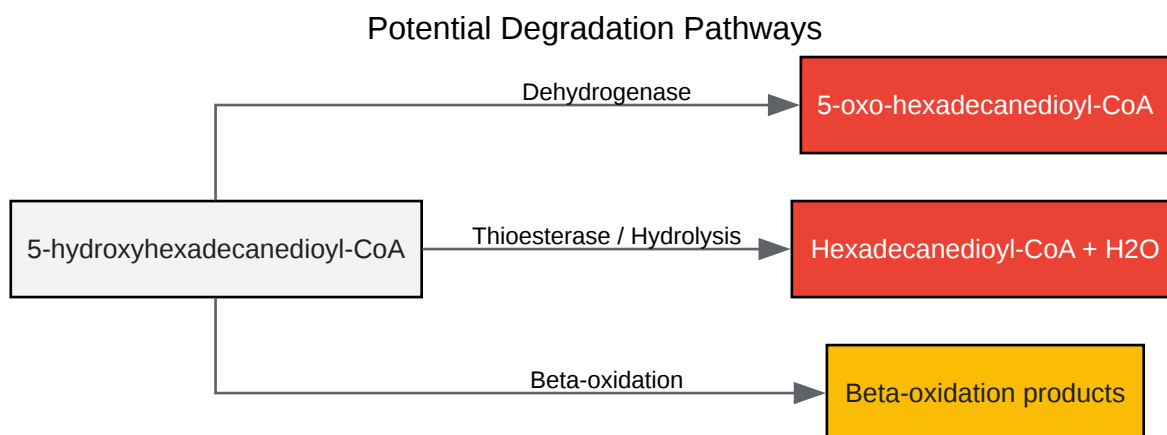 Potential Degradation Pathways
Dehydrogenase
5-oxo-hexadecanedioyl-CoA
5-hydroxyhexadecanedioyl-CoA
Thioesterase / Hydrolysis
Hexadecanedioyl-CoA + H2O
Beta-oxidation
Beta-oxidation products